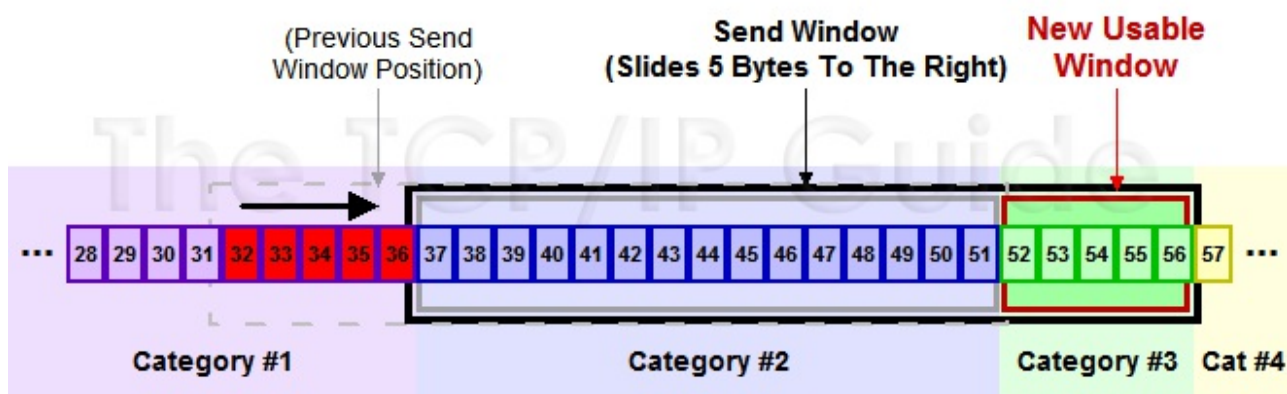 (Previous Send
Window Position)
Send Window
(Slides 5 Bytes To The Right)
New Usable
Window
The TCP/IP Guide
... 28 29 30 31 32 33 34 35 36 37 38 39 40 41 42 43 44 45 46 47 48 49 50 51 52 53 54 55 56 57 ...
Category #1 Category #2 Category #3 Cat #4